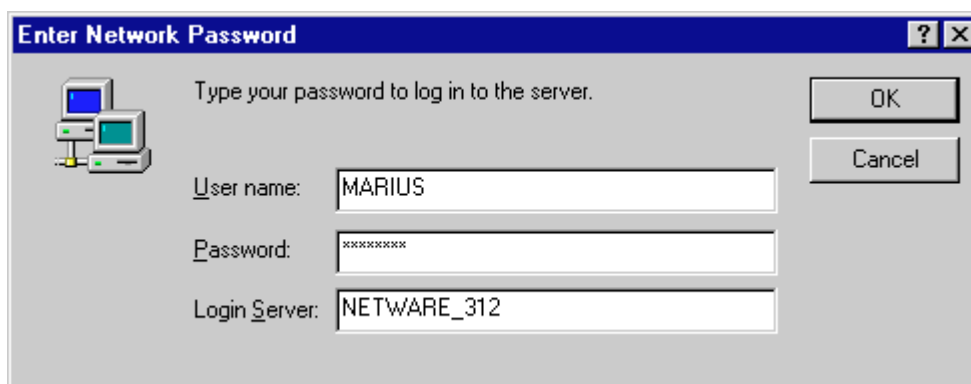 Enter Network Password
Type your password to log in to the server.
OK
Cancel
User name: MARIUS
Password: ********
Login Server: NETWARE_312